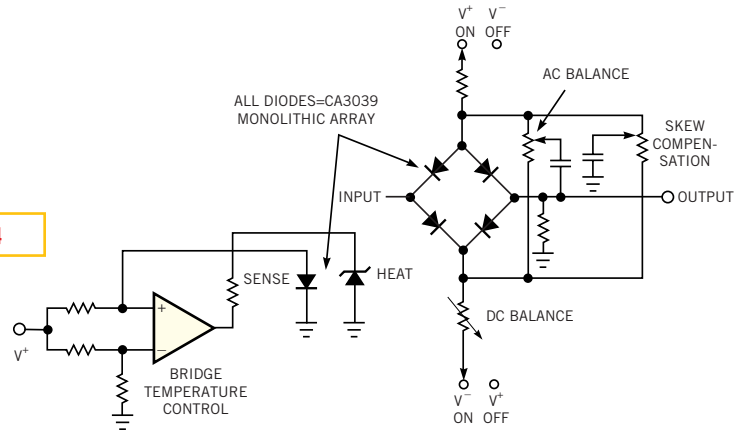 V+ V−
ON OFF
AC BALANCE
ALL DIODES=CA3039
MONOLITHIC ARRAY
SKEW
COMPEN-
SATION
INPUT
OUTPUT
SENSE
HEAT
+
−
V+
DC BALANCE
BRIDGE
TEMPERATURE
CONTROL
V− V+
ON OFF